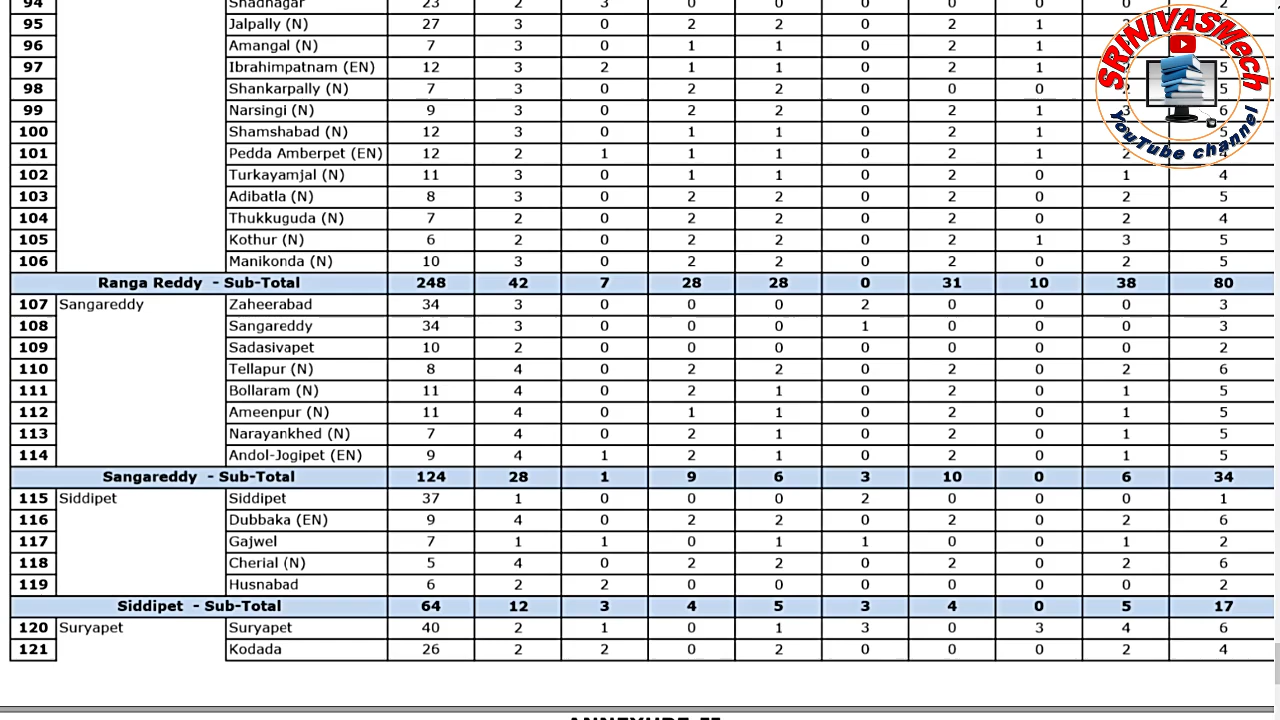 94 Shadnagar 23 2 3 0 0 0 0 0 0 2
95 Jalpally (N) 27 3 0 2 2 0 2 1
96 Amangal (N) 7 3 0 1 1 0 2 1
97 Ibrahimpatnam (EN) 12 3 2 1 1 0 2 1 5
98 Shankarpally (N) 7 3 0 2 2 0 0 0 2 5
99 Narsingi (N) 9 3 0 2 2 0 2 1 3 6
100 Shamshabad (N) 12 3 0 1 1 0 2 1 5
101 Pedda Amberpet (EN) 12 2 1 1 1 0 2 1 2 4
102 Turkayamjal (N) 11 3 0 1 1 0 2 0 1 4
103 Adibatla (N) 8 3 0 2 2 0 2 0 2 5
104 Thukkuguda (N) 7 2 0 2 2 0 2 0 2 4
105 Kothur (N) 6 2 0 2 2 0 2 1 3 5
106 Manikonda (N) 10 3 0 2 2 0 2 0 2 5
Ranga Reddy - Sub-Total 248 42 7 28 28 0 31 10 38 80
107 Sangareddy Zaheerabad 34 3 0 0 0 2 0 0 0 3
108 Sangareddy 34 3 0 0 0 1 0 0 0 3
109 Sadasivapet 10 2 0 0 0 0 0 0 0 2
110 Tellapur (N) 8 4 0 2 2 0 2 0 2 6
111 Bollaram (N) 11 4 0 2 1 0 2 0 1 5
112 Ameenpur (N) 11 4 0 1 1 0 2 0 1 5
113 Narayankhed (N) 7 4 0 2 1 0 2 0 1 5
114 Andol-Jogipet (EN) 9 4 1 2 1 0 2 0 1 5
Sangareddy - Sub-Total 124 28 1 9 6 3 10 0 6 34
115 Siddipet Siddipet 37 1 0 0 0 2 0 0 0 1
116 Dubbaka (EN) 9 4 0 2 2 0 2 0 2 6
117 Gajwel 7 1 1 0 1 1 0 0 1 2
118 Cherial (N) 5 4 0 2 2 0 2 0 2 6
119 Husnabad 6 2 2 0 0 0 0 0 0 2
Siddipet - Sub-Total 64 12 3 4 5 3 4 0 5 17
120 Suryapet Suryapet 40 2 1 0 1 3 0 3 4 6
121 Kodada 26 2 2 0 2 0 0 0 2 4
ANNEXURE-II
SRINIVASMech
YouTube channel